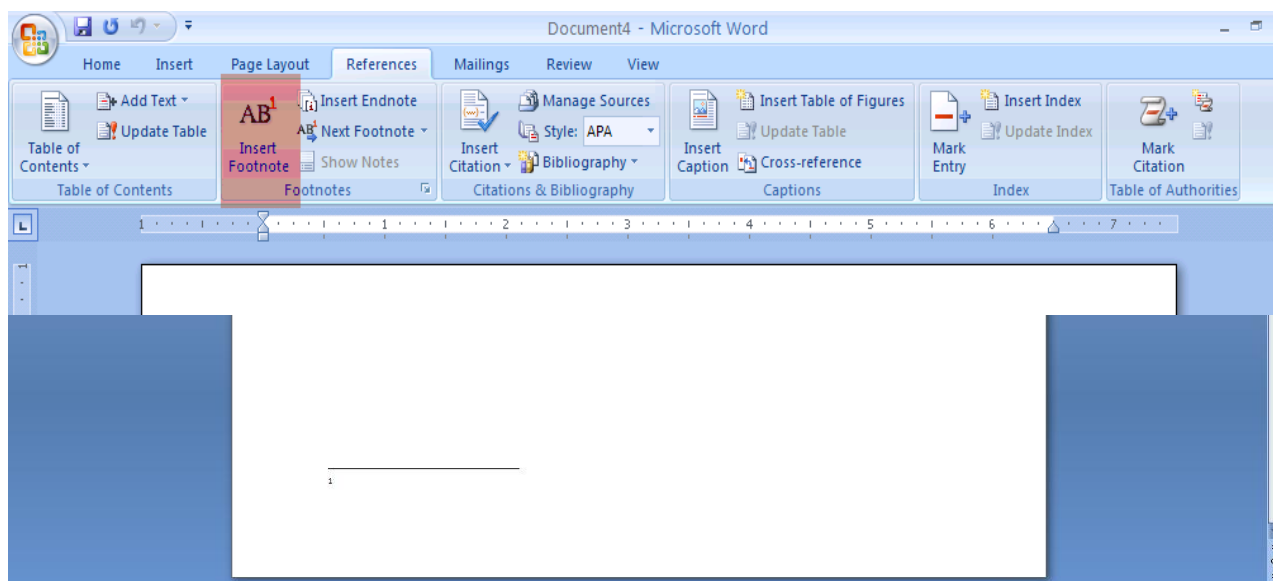 Document4 - Microsoft Word
Home Insert Page Layout References Mailings Review View
Add Text
Update Table
Table of
Contents
Table of Contents
AB1
Insert
Footnote
Insert Endnote
AB1 Next Footnote
Show Notes
Footnotes
Insert
Citation
Manage Sources
Style: APA
Bibliography
Citations & Bibliography
Insert
Caption
Insert Table of Figures
Update Table
Cross-reference
Captions
Mark
Entry
Insert Index
Update Index
Index
Mark
Citation
Table of Authorities
L
1 1 2 3 4 5 6 7
1
1